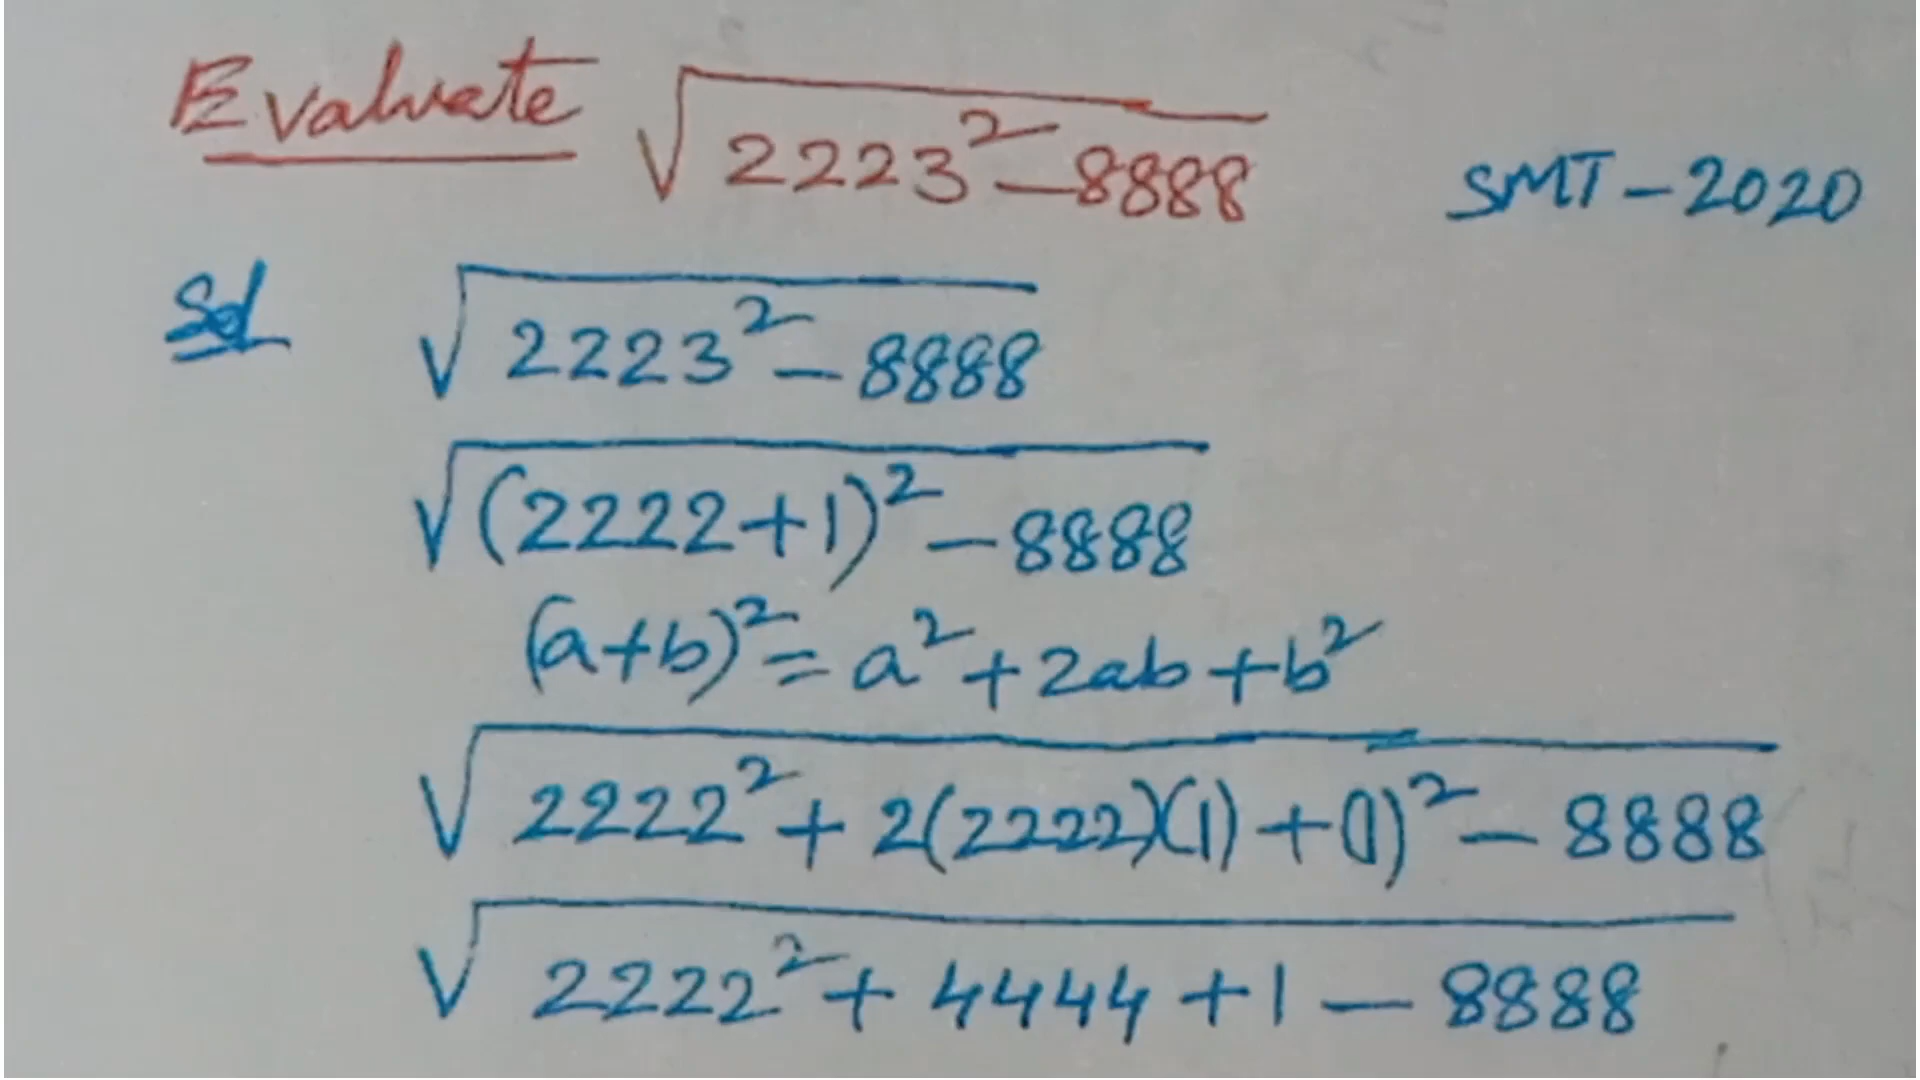 Evaluate √2223² – 8888
SMT – 2020
Sol √2223² – 8888
√(2222+1)² – 8888
(a+b)² = a² + 2ab + b²
√2222² + 2(2222)(1) + (1)² – 8888
√2222² + 4444 + 1 – 8888